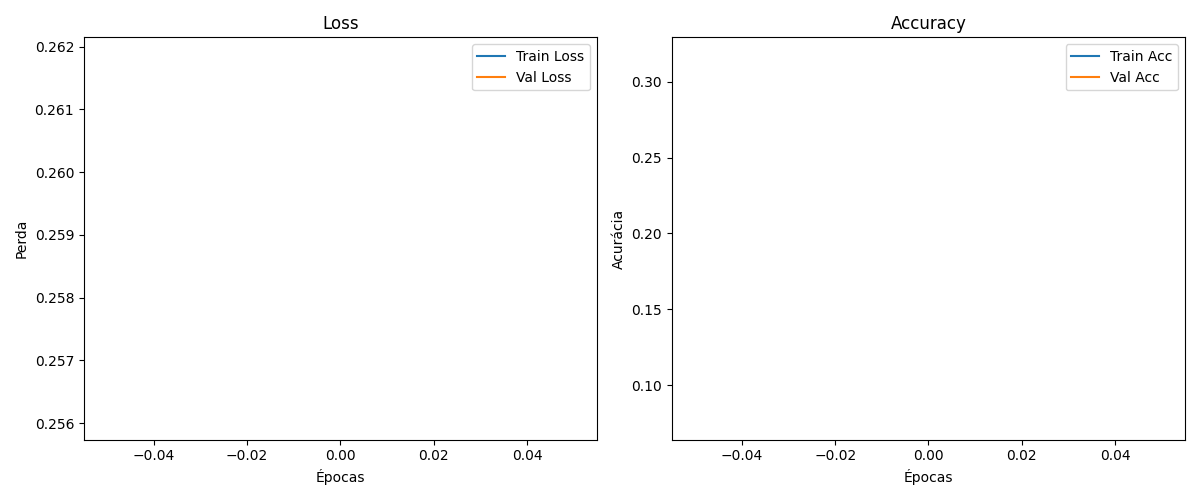 Loss
0.262
0.261
0.260
0.259
0.258
0.257
0.256
Perda
Train Loss
Val Loss
−0.04 −0.02 0.00 0.02 0.04
Épocas
Accuracy
0.30
0.25
0.20
0.15
0.10
Acurácia
Train Acc
Val Acc
−0.04 −0.02 0.00 0.02 0.04
Épocas